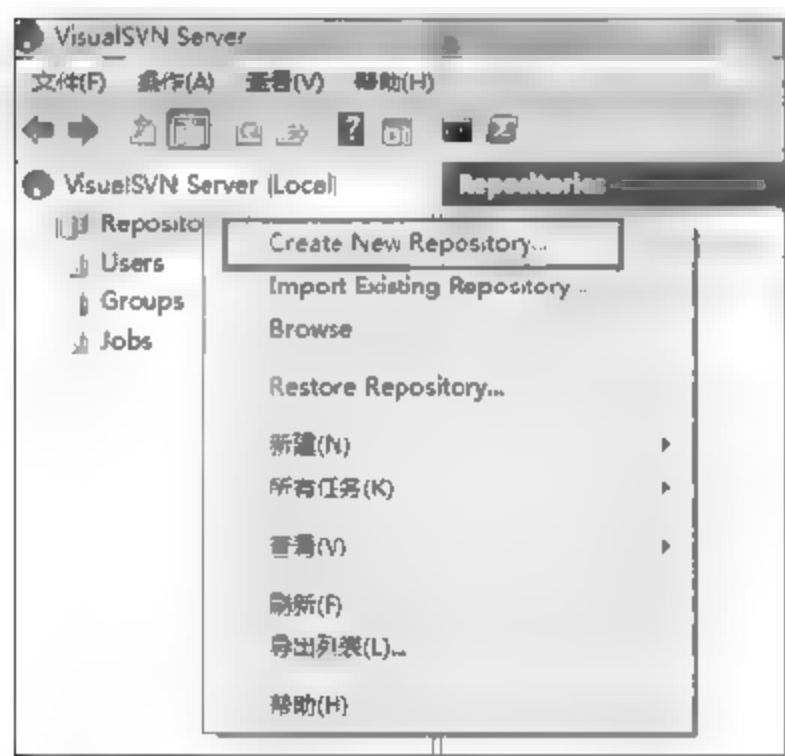 VisualSVN Server
文件(F) 操作(A) 查看(V) 帮助(H)
VisualSVN Server (Local)
Repositories
Reposito
Users
Groups
Jobs
Create New Repository...
Import Existing Repository...
Browse
Restore Repository...
新建(N)
所有任务(K)
查看(V)
刷新(F)
导出列表(L)...
帮助(H)